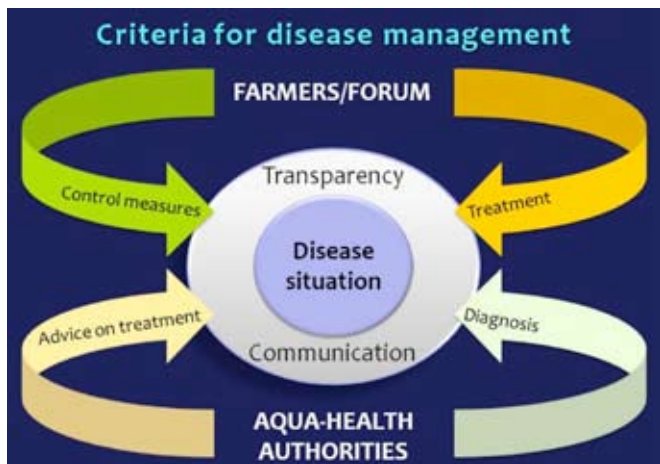 Criteria for disease management
FARMERS/FORUM
Transparency
Control measures
Treatment
Disease
situation
Advice on treatment
Diagnosis
Communication
AQUA-HEALTH
AUTHORITIES